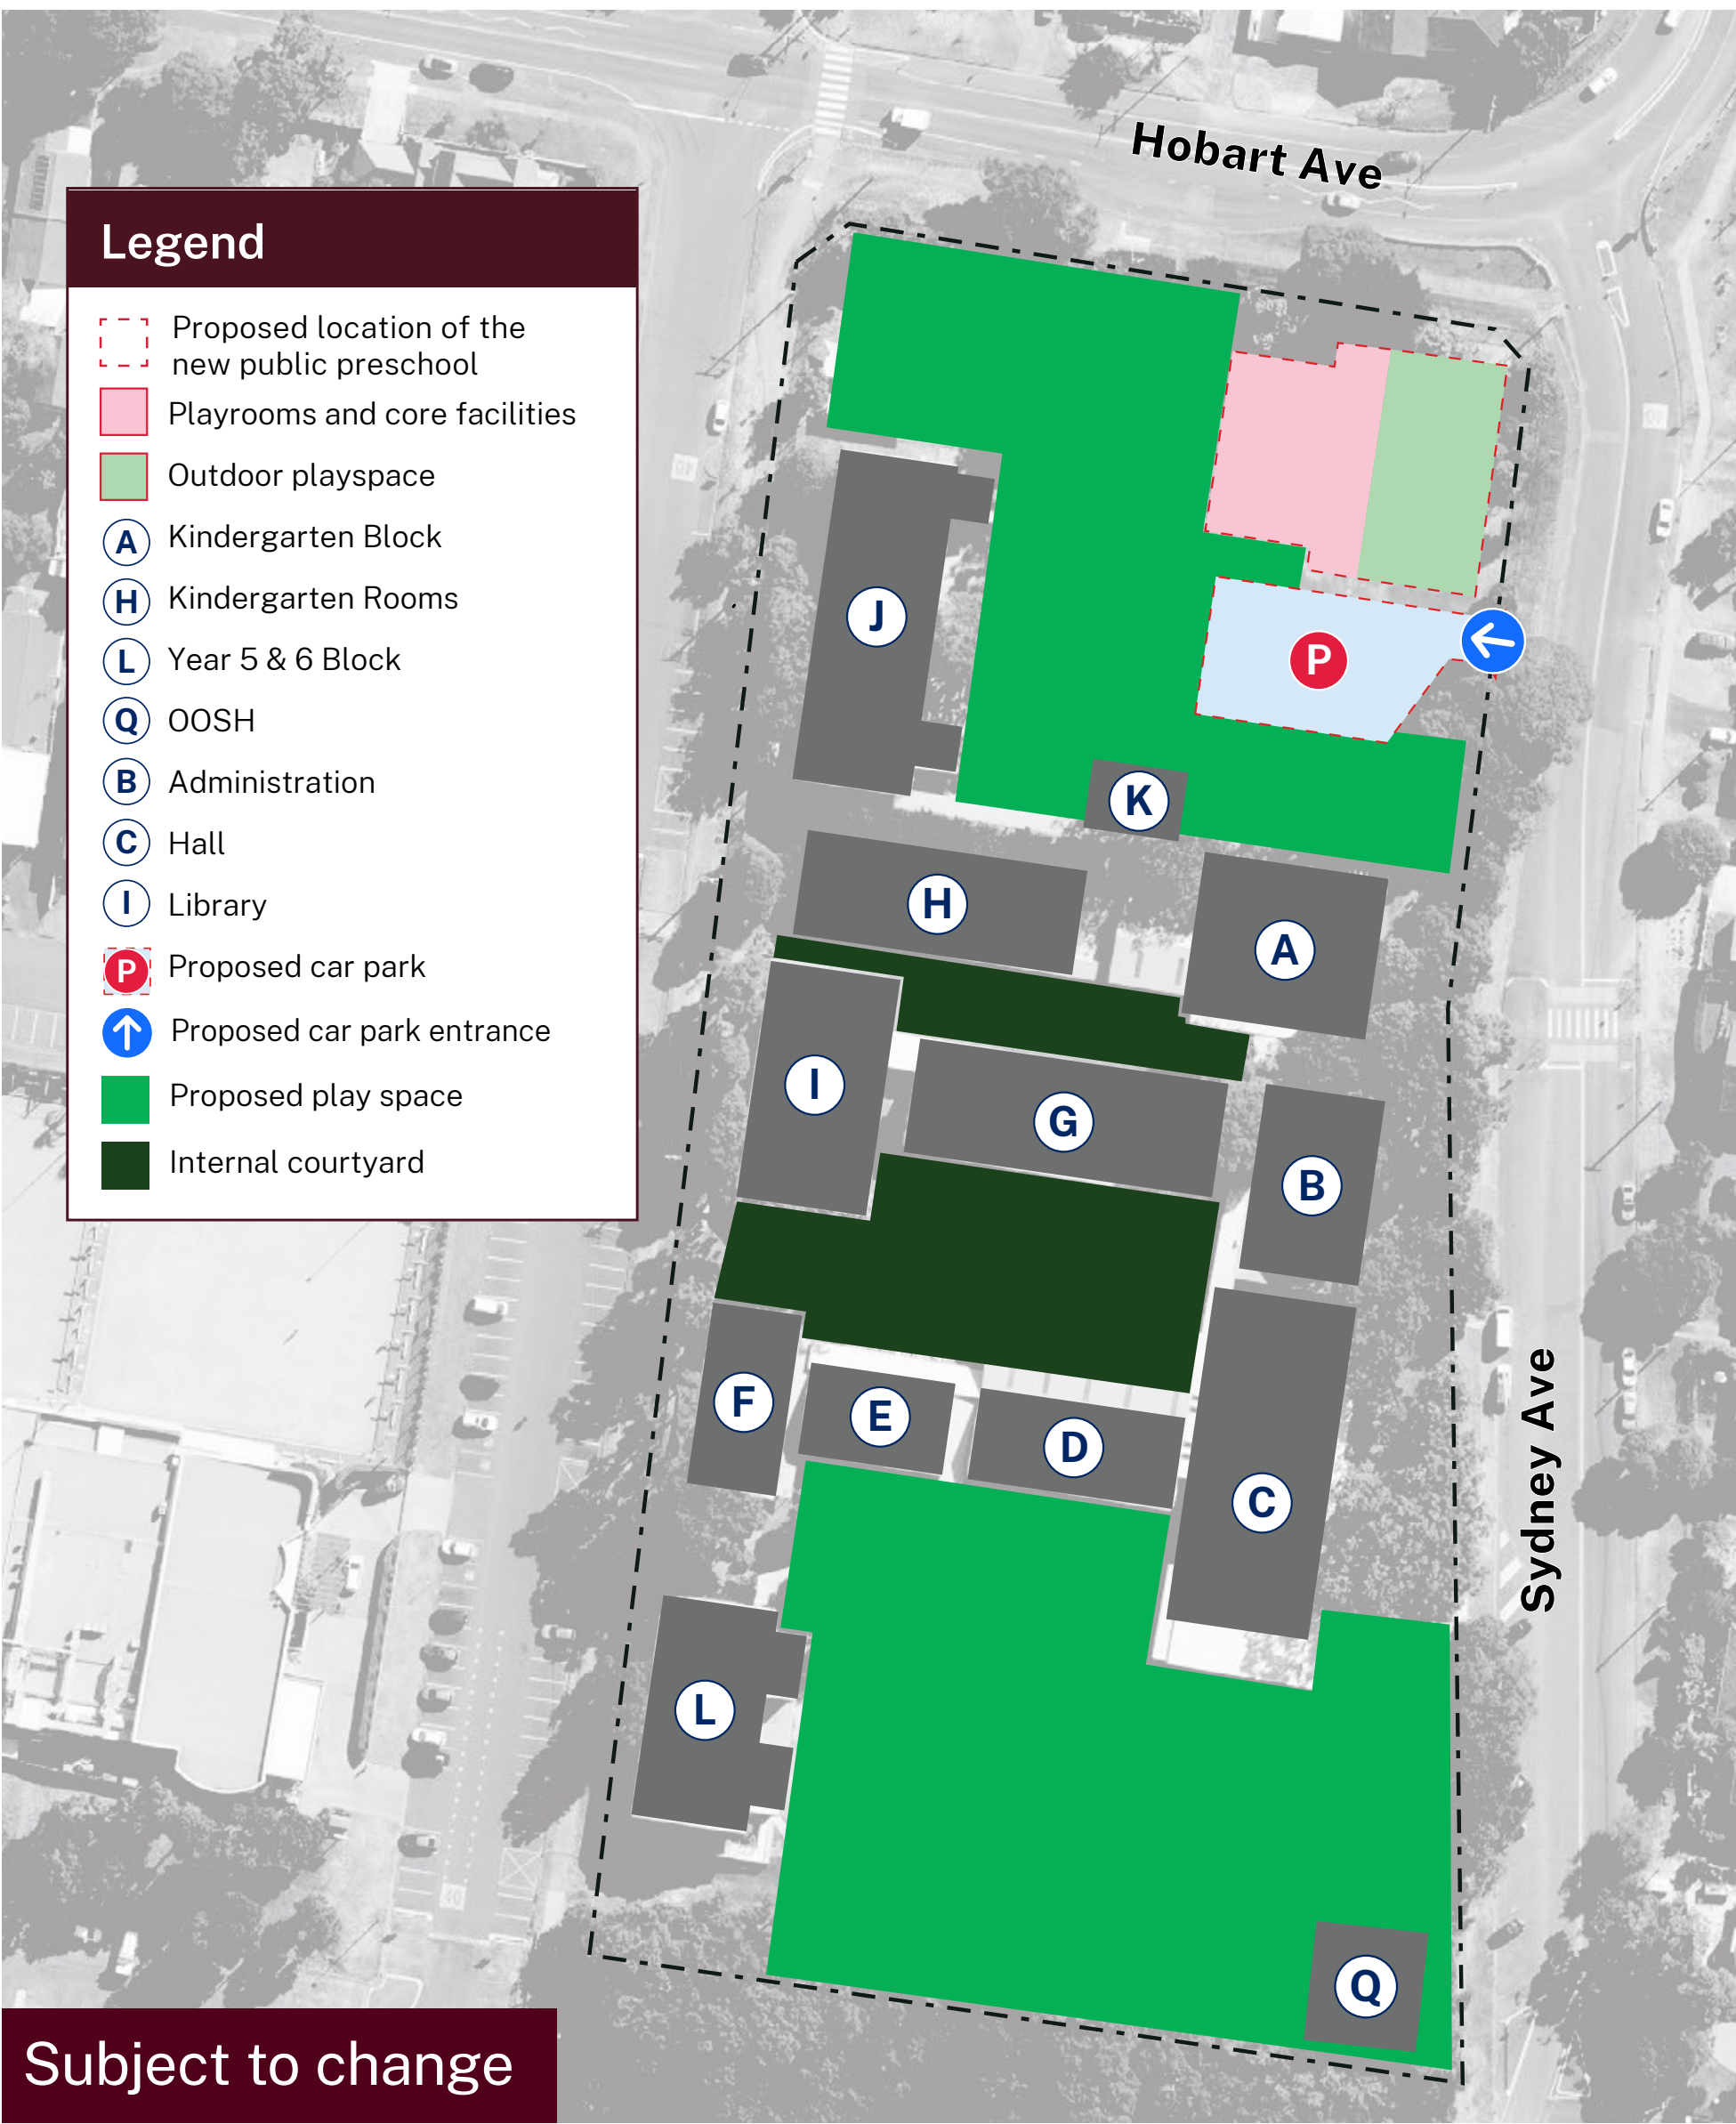 Hobart Ave
Legend
Proposed location of the
new public preschool
Playrooms and core facilities
Outdoor playspace
A Kindergarten Block
H Kindergarten Rooms
L Year 5 & 6 Block
Q OOSH
B Administration
C Hall
I Library
P Proposed car park
Proposed car park entrance
Proposed play space
Internal courtyard
J
P
K
H
A
I
G
B
F
E
D
C
Sydney Ave
L
Q
Subject to change